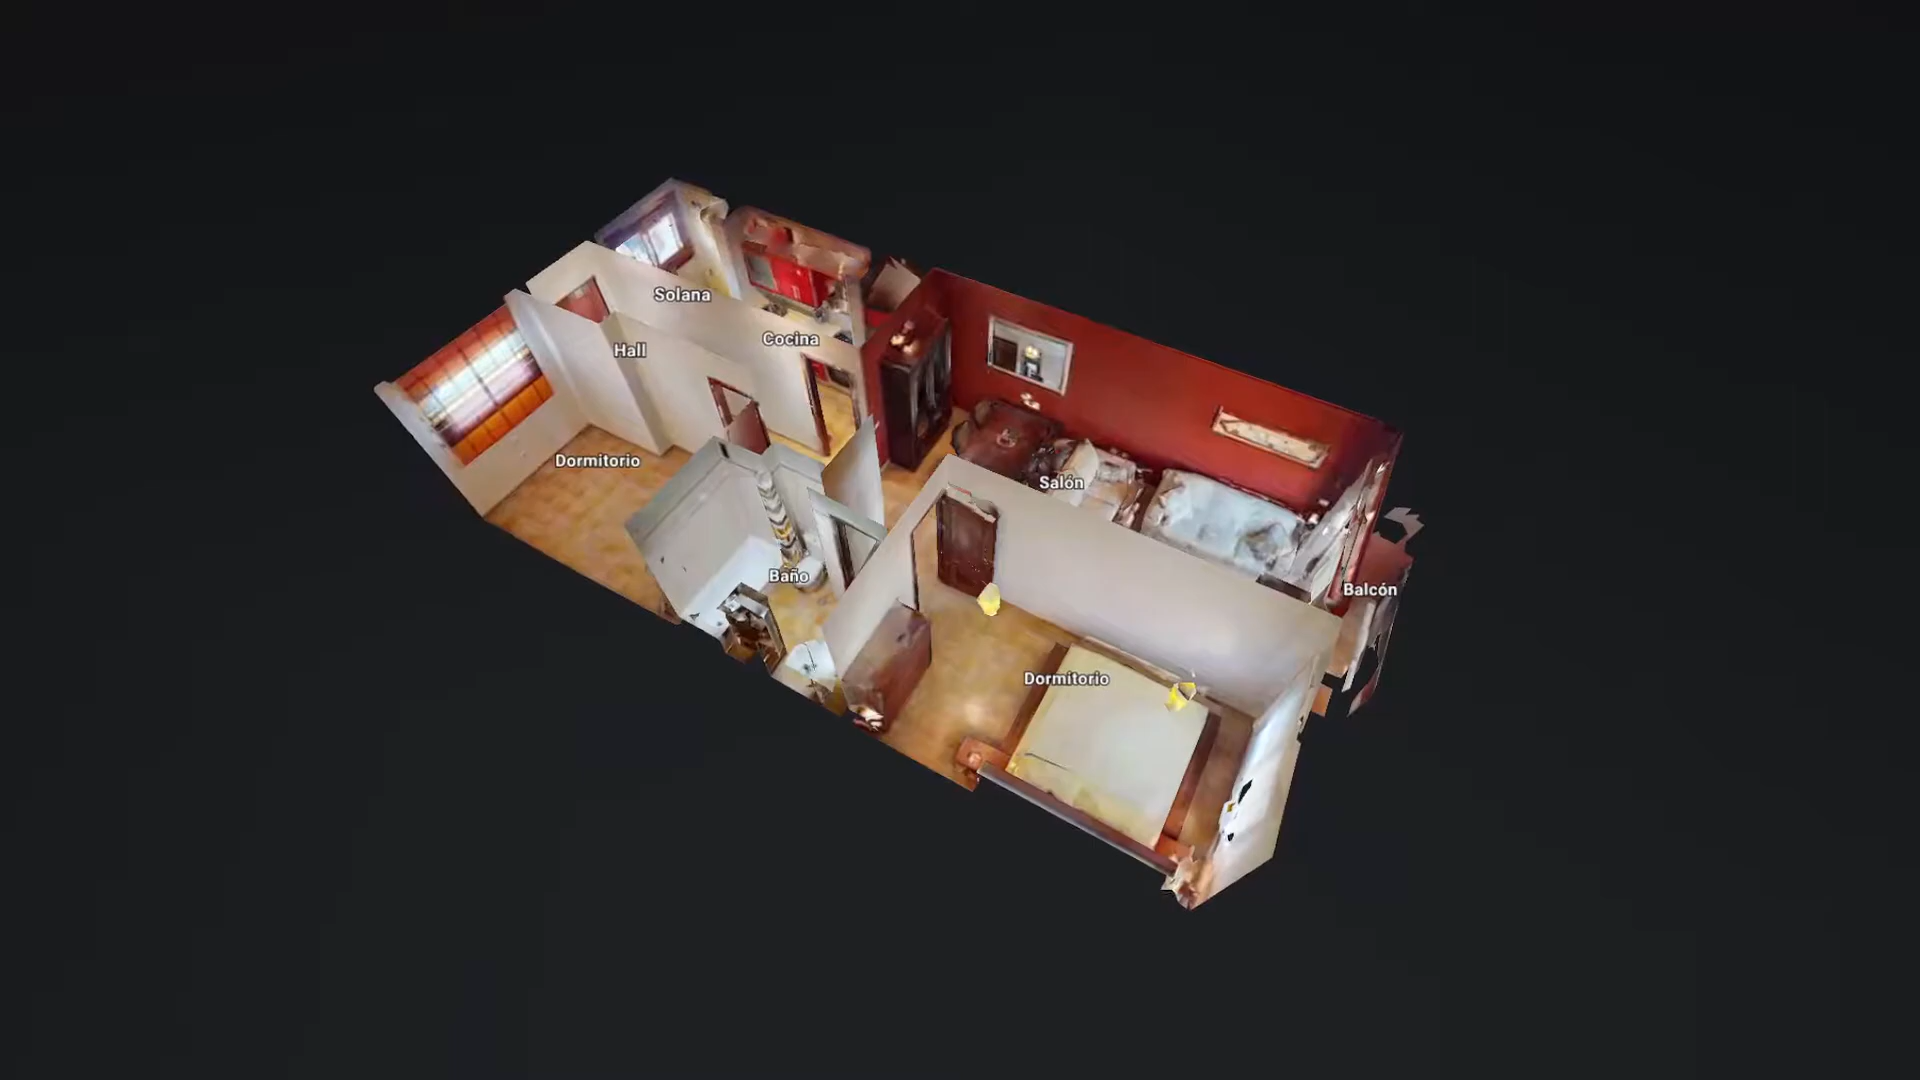 Solana
Cocina
Hall
Dormitorio
Salón
Baño
Balcón
Dormitorio